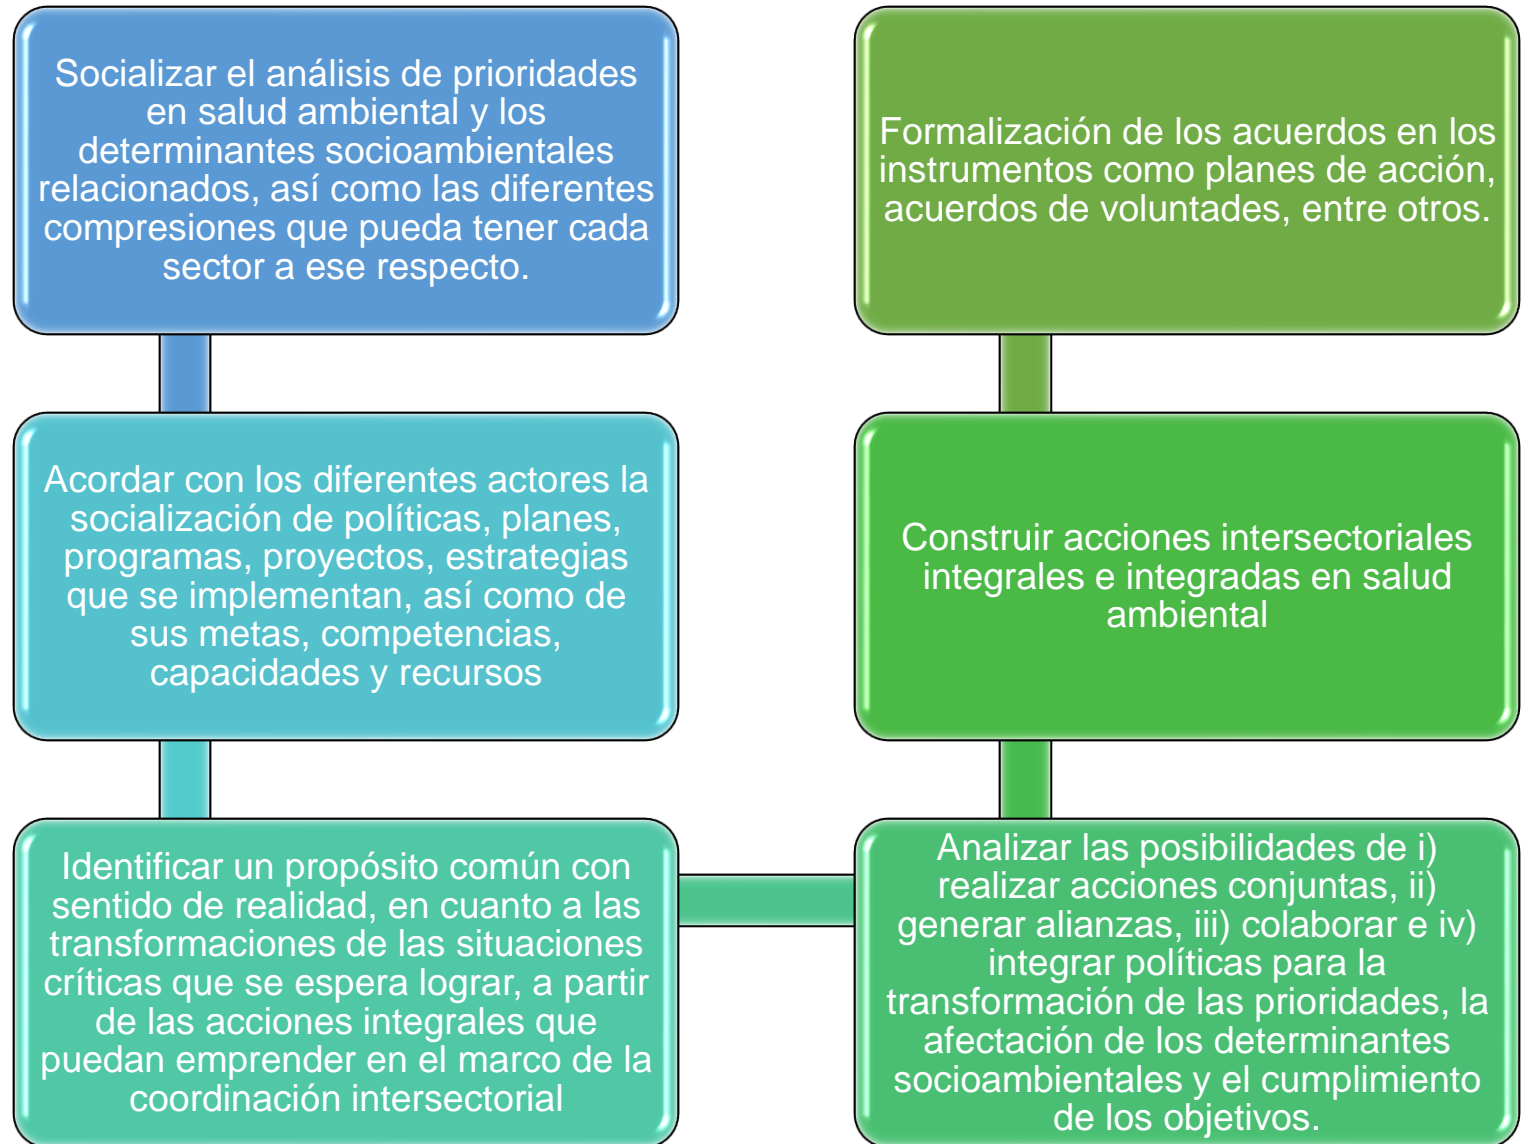 Socializar el análisis de prioridades
en salud ambiental y los
determinantes socioambientales
relacionados, así como las diferentes
compresiones que pueda tener cada
sector a ese respecto.
Acordar con los diferentes actores la
socialización de políticas, planes,
programas, proyectos, estrategias
que se implementan, así como de
sus metas, competencias,
capacidades y recursos
Identificar un propósito común con
sentido de realidad, en cuanto a las
transformaciones de las situaciones
críticas que se espera lograr, a partir
de las acciones integrales que
puedan emprender en el marco de la
coordinación intersectorial
Analizar las posibilidades de i)
realizar acciones conjuntas, ii)
generar alianzas, iii) colaborar e iv)
integrar políticas para la
transformación de las prioridades, la
afectación de los determinantes
socioambientales y el cumplimiento
de los objetivos.
Construir acciones intersectoriales
integrales e integradas en salud
ambiental
Formalización de los acuerdos en los
instrumentos como planes de acción,
acuerdos de voluntades, entre otros.